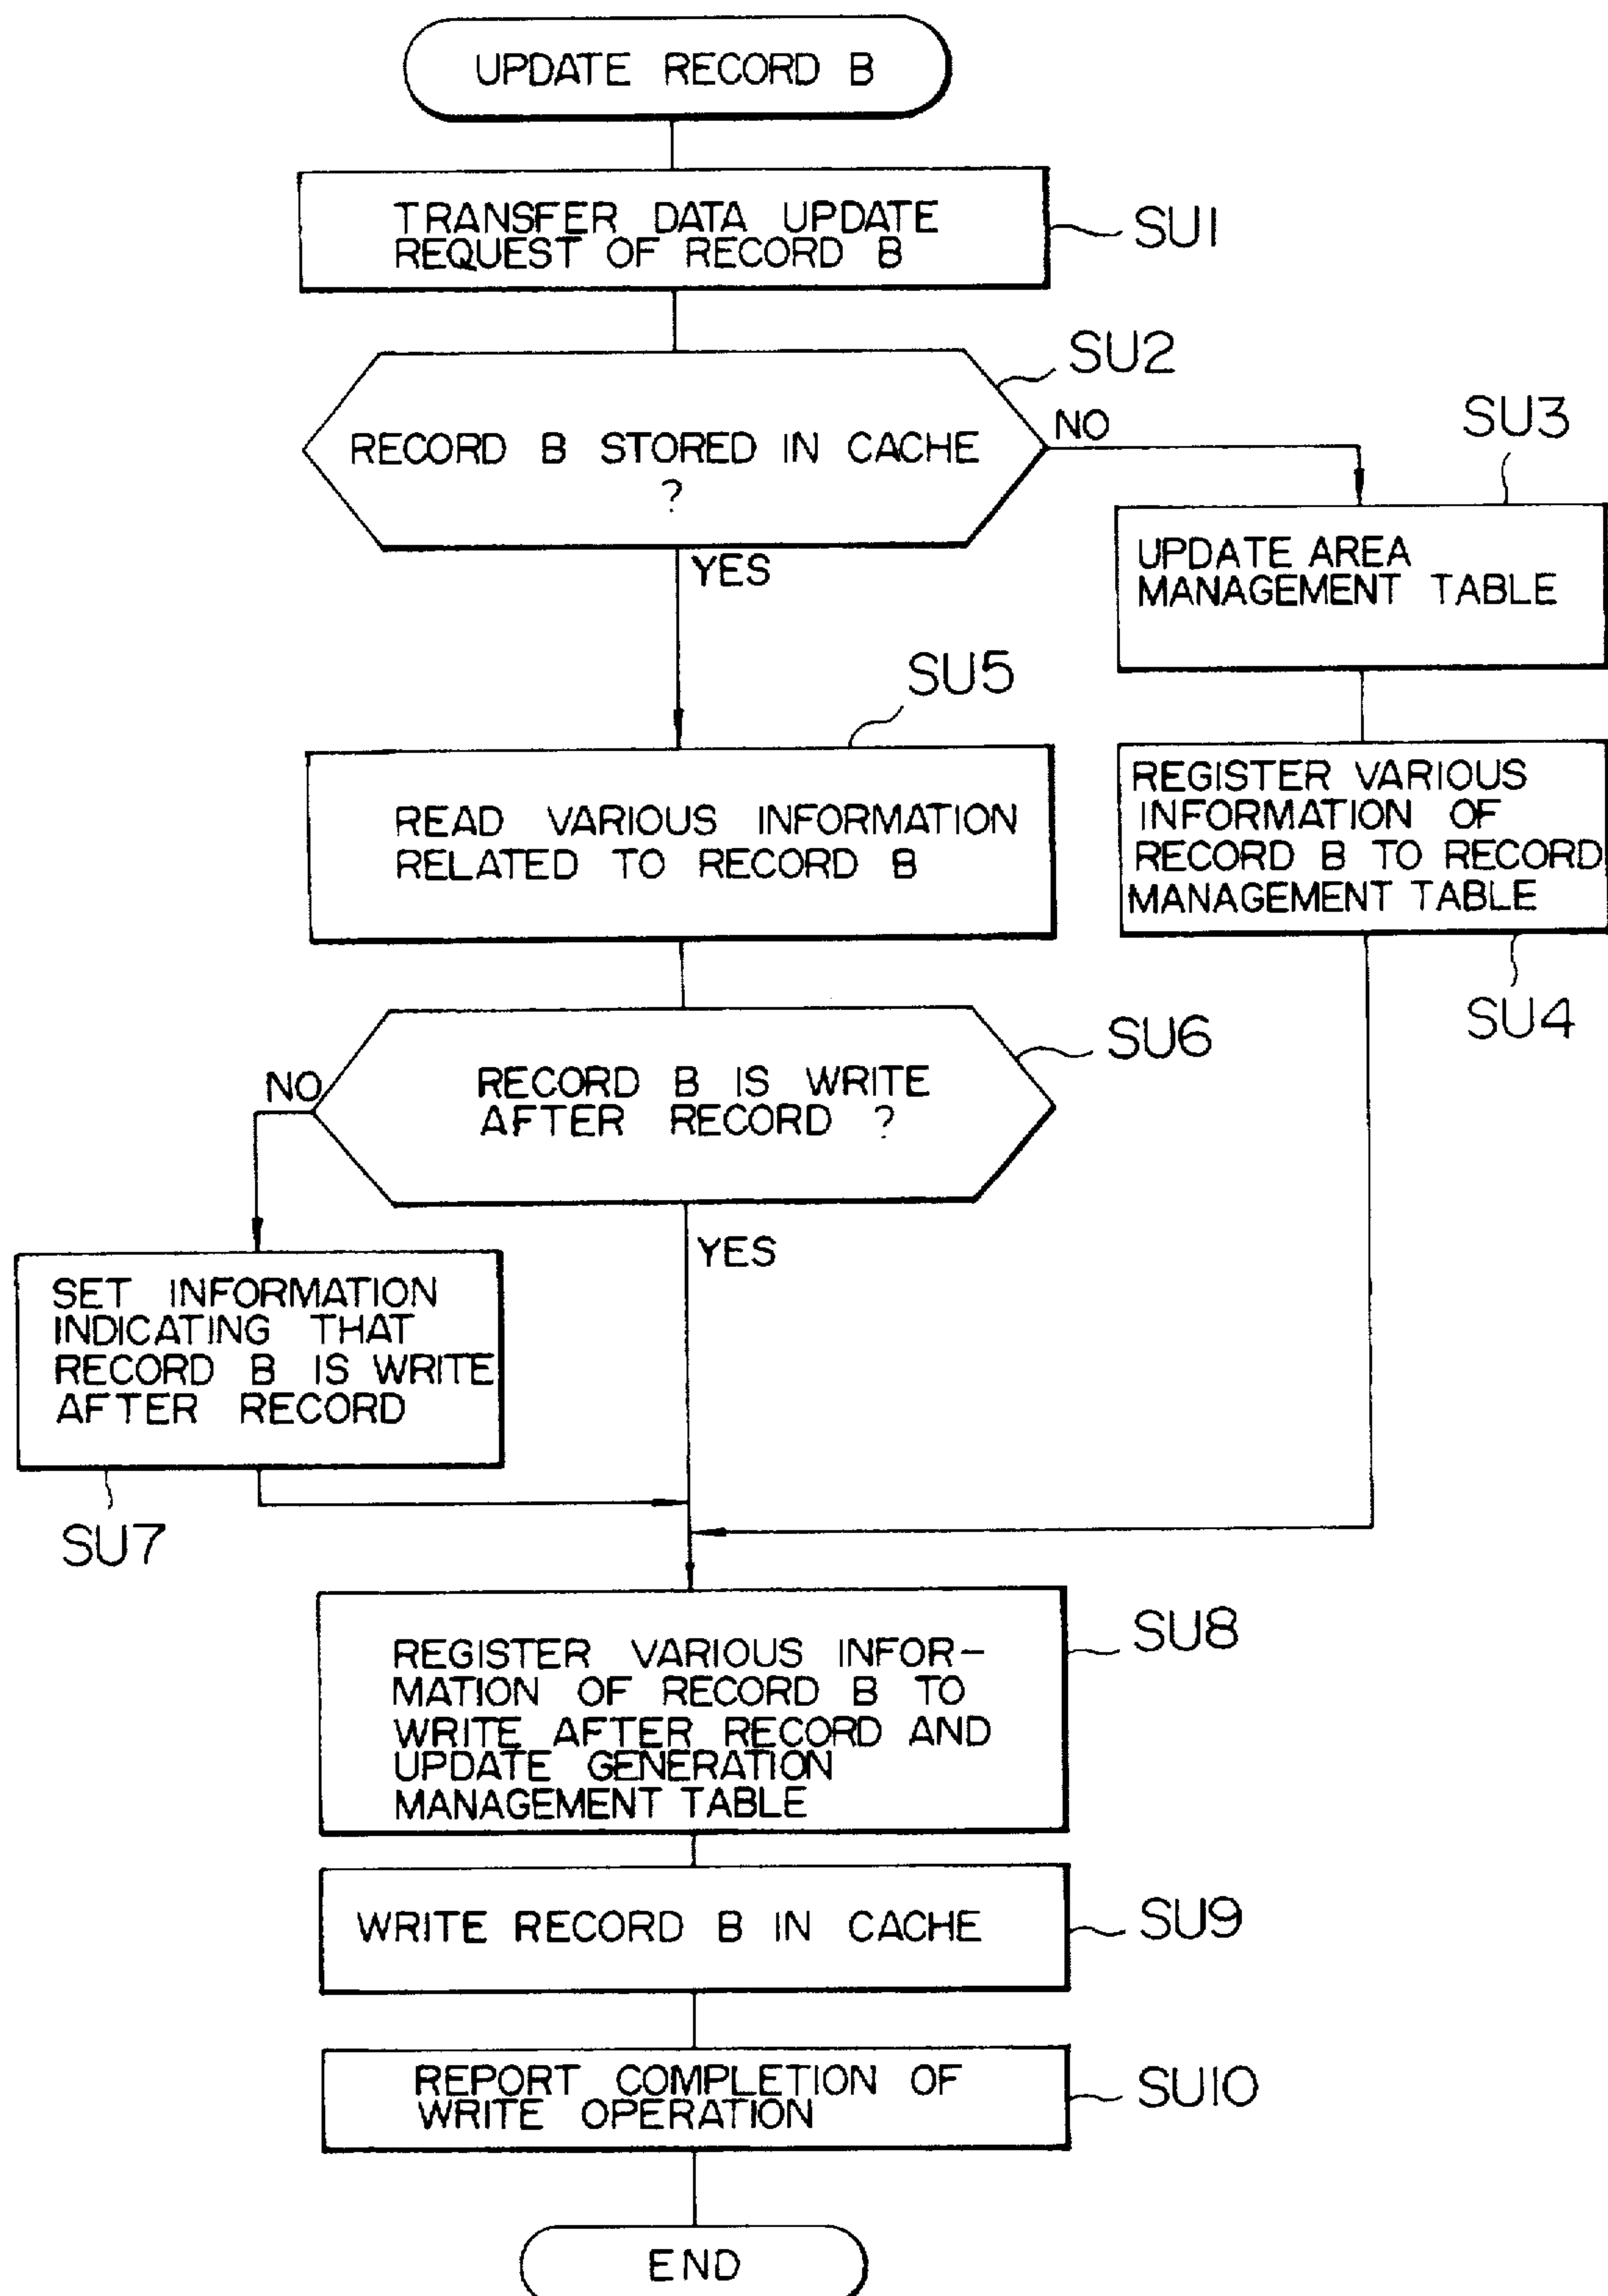 UPDATE RECORD B
TRANSFER DATA UPDATE
REQUEST OF RECORD B
SU1
SU2
RECORD B STORED IN CACHE
?
NO
YES
SU3
UPDATE AREA
MANAGEMENT TABLE
REGISTER VARIOUS
INFORMATION OF
RECORD B TO RECORD
MANAGEMENT TABLE
SU4
SU5
READ VARIOUS INFORMATION
RELATED TO RECORD B
SU6
RECORD B IS WRITE
AFTER RECORD ?
NO
YES
SET INFORMATION
INDICATING THAT
RECORD B IS WRITE
AFTER RECORD
SU7
REGISTER VARIOUS INFOR-
MATION OF RECORD B TO
WRITE AFTER RECORD AND
UPDATE GENERATION
MANAGEMENT TABLE
SU8
WRITE RECORD B IN CACHE
SU9
REPORT COMPLETION OF
WRITE OPERATION
SU10
END